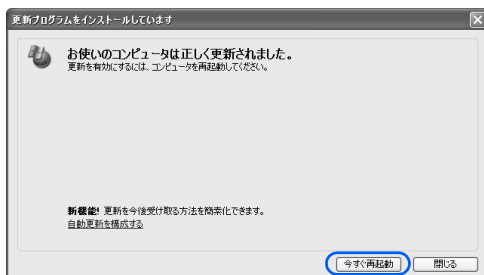 更新プログラムをインストールしています
お使いのコンピュータは正しく更新されました。
更新を有効にするには、コンピュータを再起動してください。
新機能! 更新を今後受け取る方法を簡素化できます。
自動更新を構成する
今すぐ再起動
閉じる